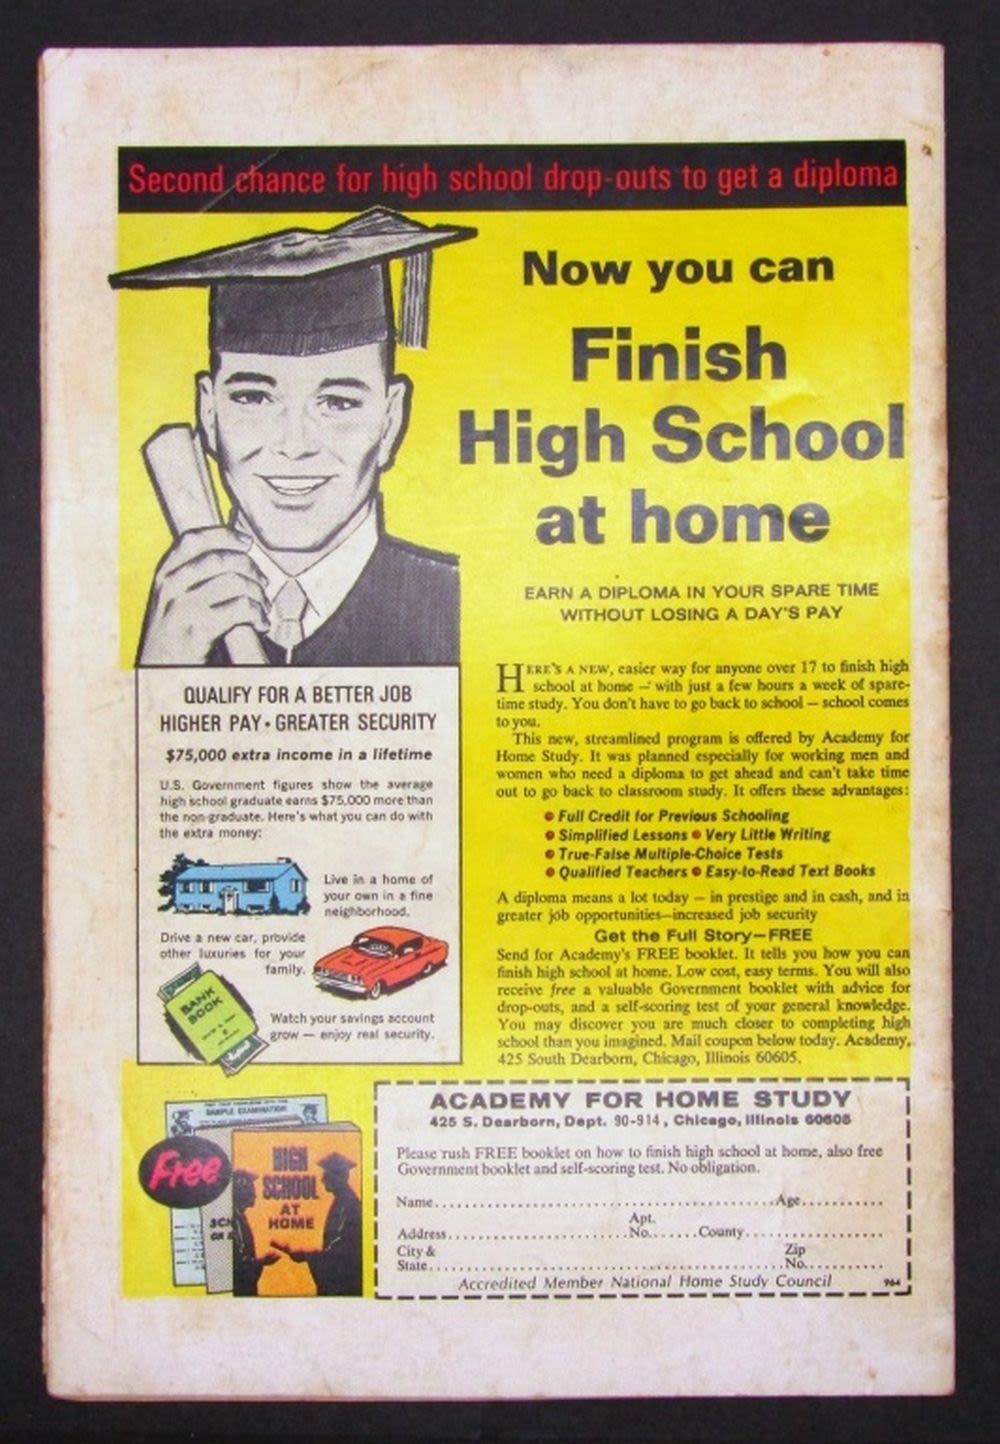 Second chance for high school drop-outs to get a diploma
Now you can
Finish
High School
at home
EARN A DIPLOMA IN YOUR SPARE TIME
WITHOUT LOSING A DAY'S PAY
HERE'S A NEW, easier way for anyone over 17 to finish high
school at home — with just a few hours a week of spare-
time study. You don't have to go back to school — school comes
to you.
This new, streamlined program is offered by Academy for
Home Study. It was planned especially for working men and
women who need a diploma to get ahead and can't take time
out to go back to classroom study. It offers these advantages:
• Full Credit for Previous Schooling
• Simplified Lessons • Very Little Writing
• True-False Multiple-Choice Tests
• Qualified Teachers • Easy-to-Read Text Books
A diploma means a lot today — in prestige and in cash, and in
greater job opportunities—increased job security
Get the Full Story—FREE
Send for Academy's FREE booklet. It tells you how you can
finish high school at home. Low cost, easy terms. You will also
receive free a valuable Government booklet with advice for
drop-outs, and a self-scoring test of your general knowledge.
You may discover you are much closer to completing high
school than you imagined. Mail coupon below today. Academy,
425 South Dearborn, Chicago, Illinois 60605.
QUALIFY FOR A BETTER JOB
HIGHER PAY • GREATER SECURITY
$75,000 extra income in a lifetime
U.S. Government figures show the average
high school graduate earns $75,000 more than
the non-graduate. Here's what you can do with
the extra money:
Live in a home of
your own in a fine
neighborhood.
Drive a new car, provide
other luxuries for your
family.
BANK
BOOK
Watch your savings account
grow — enjoy real security.
SAMPLE EXAMINATION
Free
HIGH
SCHOOL
AT
HOME
ACADEMY FOR HOME STUDY
425 S. Dearborn, Dept. 90-914, Chicago, Illinois 60605
Please rush FREE booklet on how to finish high school at home, also free
Government booklet and self-scoring test. No obligation.
Name.......... Age..........
Apt.
Address.......... No....... County..........
City & Zip
State.......... No..........
Accredited Member National Home Study Council 964